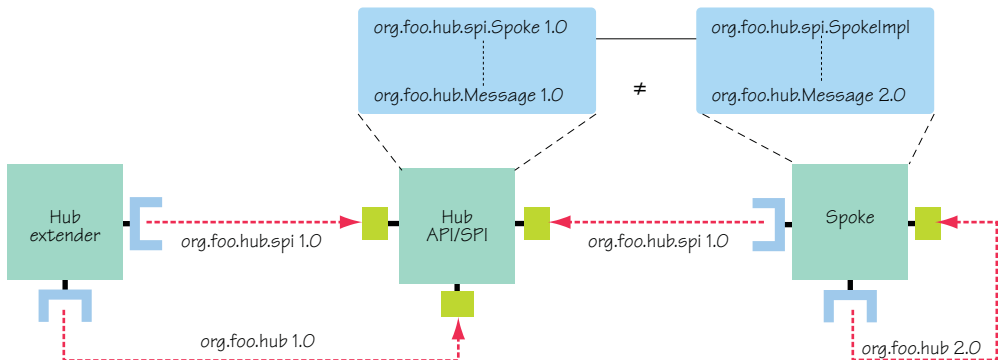 org.foo.hub.spi.Spoke 1.0
org.foo.hub.spi.SpokeImpl
org.foo.hub.Message 1.0
≠
org.foo.hub.Message 2.0
Hub
extender
org.foo.hub.spi 1.0
Hub
API/SPI
org.foo.hub.spi 1.0
Spoke
org.foo.hub 1.0
org.foo.hub 2.0